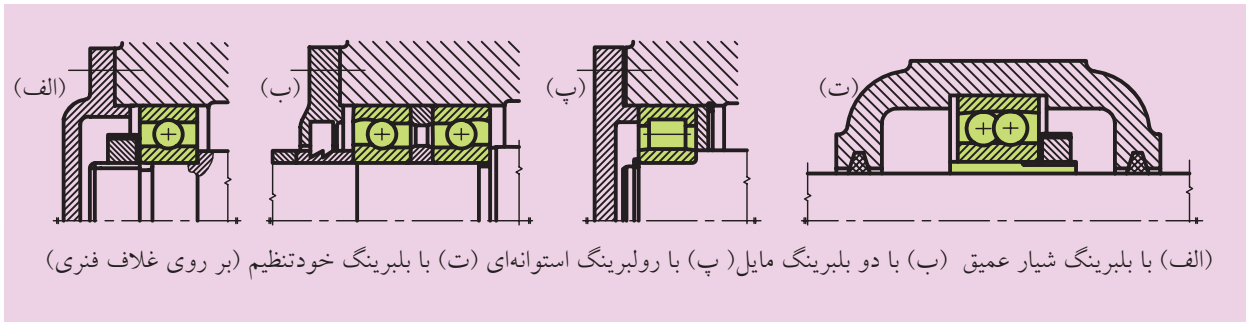 (الف)
(ب)
(پ)
(ت)
(الف) با بلبرینگ شیار عمیق (ب) با دو بلبرینگ مایل( پ) با رولبرینگ استوانه‌ای (ت) با بلبرینگ خودتنظیم (بر روی غلاف فنری)